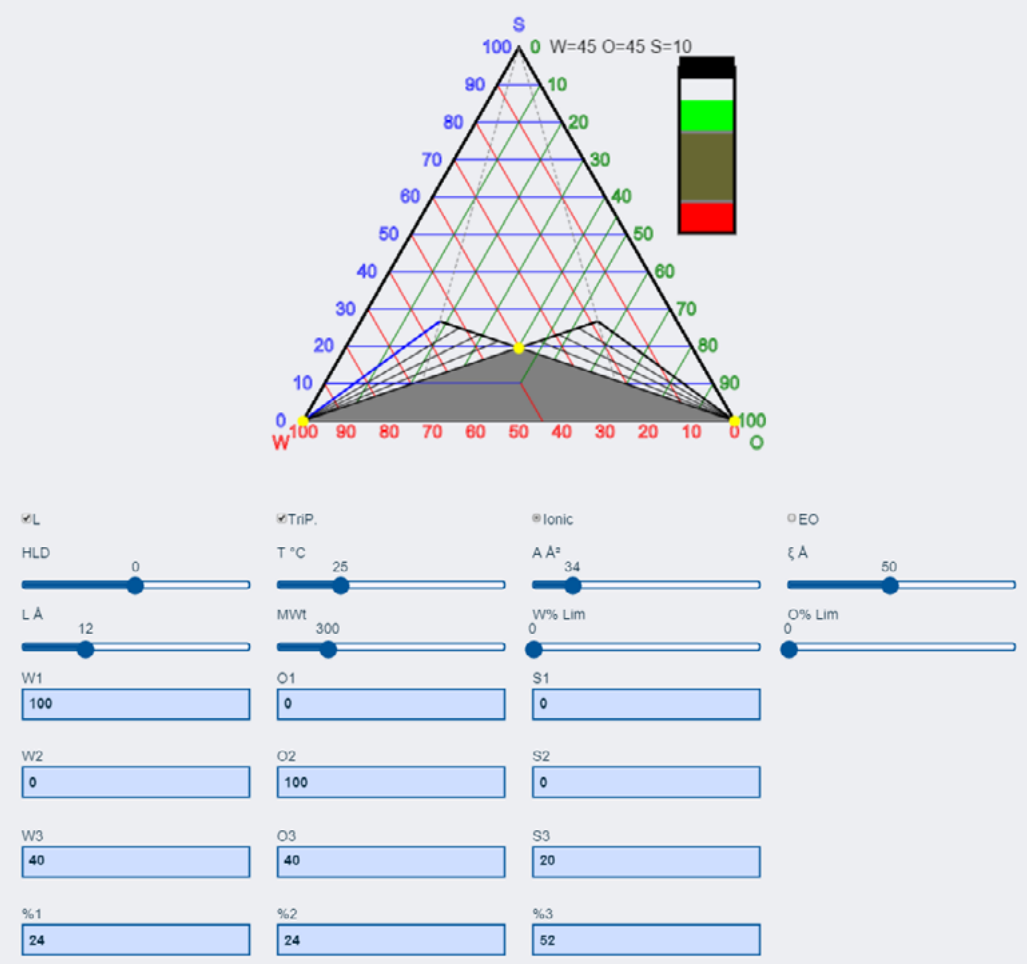 S
100 0 W=45 O=45 S=10
90 10
80 20
70 30
60 40
50 50
40 60
30 70
20 80
10 90
0 100 90 80 70 60 50 40 30 20 10 0 100
W O
L TriP. Ionic EO
HLD T °C A Å² ξ Å
0 25 34 50
L Å MWt W% Lim O% Lim
12 300 0 0
W1 O1 S1
100 0 0
W2 O2 S2
0 100 0
W3 O3 S3
40 40 20
%1 %2 %3
24 24 52